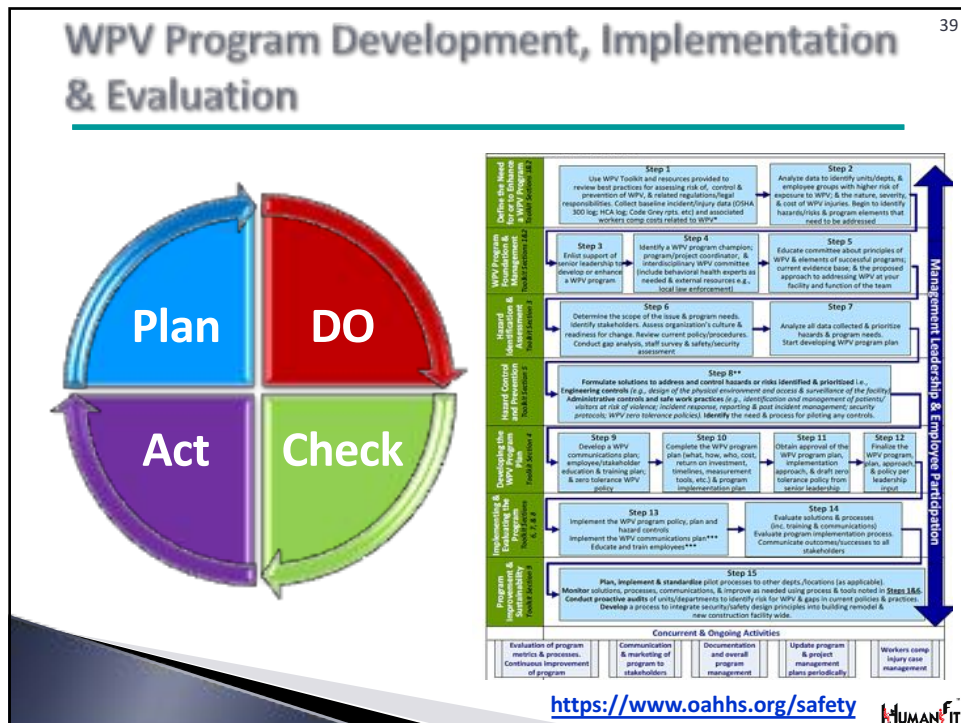 39
WPV Program Development, Implementation
& Evaluation
Plan
DO
Act
Check
Define the Need
for or to Enhance
a WPV Program
Toolkit Sections 1&2
Step 1
Use WPV Toolkit and resources provided to
review best practices for assessing risk of, control &
prevention of WPV, & related regulations/legal
responsibilities. Collect baseline incident/injury data (OSHA
300 log; HCA log; Code Grey rpts. etc) and associated
workers comp costs related to WPV*
Step 2
Analyze data to identify units/depts, &
employee groups with higher risk of
exposure to WPV; & the nature, severity,
& cost of WPV injuries. Begin to identify
hazards/risks & program elements that
need to be addressed
WPV Program
Foundation &
Management
Toolkit Sections 1&2
Step 3
Enlist support of
senior leadership to
develop or enhance
a WPV program
Step 4
Identify a WPV program champion;
program/project coordinator, &
interdisciplinary WPV committee
(include behavioral health experts as
needed & external resources e.g.,
local law enforcement)
Step 5
Educate committee about principles of
WPV & elements of successful programs;
current evidence base; & the proposed
approach to addressing WPV at your
facility and function of the team
Hazard
Identification &
Assessment
Toolkit Section 3
Step 6
Determine the scope of the issue & program needs.
Identify stakeholders. Assess organization's culture &
readiness for change. Review current policy/procedures.
Conduct gap analysis, staff survey & safety/security
assessment
Step 7
Analyze all data collected & prioritize
hazards & program needs.
Start developing WPV program plan
Hazard Control
and Prevention
Toolkit Section 5
Step 8**
Formulate solutions to address and control hazards or risks identified & prioritized i.e.,
Engineering controls (e.g., design of the physical environment and access & surveillance of the facility)
Administrative controls and safe work practices (e.g., identification and management of patients/
visitors at risk of violence; incident response, reporting & post incident management; security
protocols; WPV zero tolerance policies). Identify the need & process for piloting any controls.
Developing the
WPV Program
Plan
Toolkit Section 4
Step 9
Develop a WPV
communications plan;
employee/stakeholder
education & training plan;
& zero tolerance WPV
policy
Step 10
Complete the WPV program
plan (what, how, who, cost,
return on investment,
timelines, measurement
tools, etc.) & program
implementation plan
Step 11
Obtain approval of the
WPV program plan,
implementation
approach, & draft zero
tolerance policy from
senior leadership
Step 12
Finalize the
WPV program,
plan, approach,
& policy per
leadership
input
Implementing &
Evaluating the
Program
Toolkit Sections
6, 7, & 8
Step 13
Implement the WPV program policy, plan and
hazard controls
Implement the WPV communications plan***
Educate and train employees***
Step 14
Evaluate solutions & processes
(inc. training & communications)
Evaluate program implementation process.
Communicate outcomes/successes to all
stakeholders
Program
Improvement &
Sustainability
Toolkit Section 9
Step 15
Plan, implement & standardize pilot processes to other depts./locations (as applicable).
Monitor solutions, processes, communications, & improve as needed using process & tools noted in Steps 1&6.
Conduct proactive audits of units/departments to identify risk for WPV & gaps in current policies & practices.
Develop a process to integrate security/safety design principles into building remodel &
new construction facility wide.
Management Leadership & Employee Participation
Concurrent & Ongoing Activities
Evaluation of program
metrics & processes.
Continuous improvement
of program
Communication
& marketing of
program to
stakeholders
Documentation
and overall
program
management
Update program
& project
management
plans periodically
Workers comp
injury case
management
https://www.oahhs.org/safety
HUMANFIT